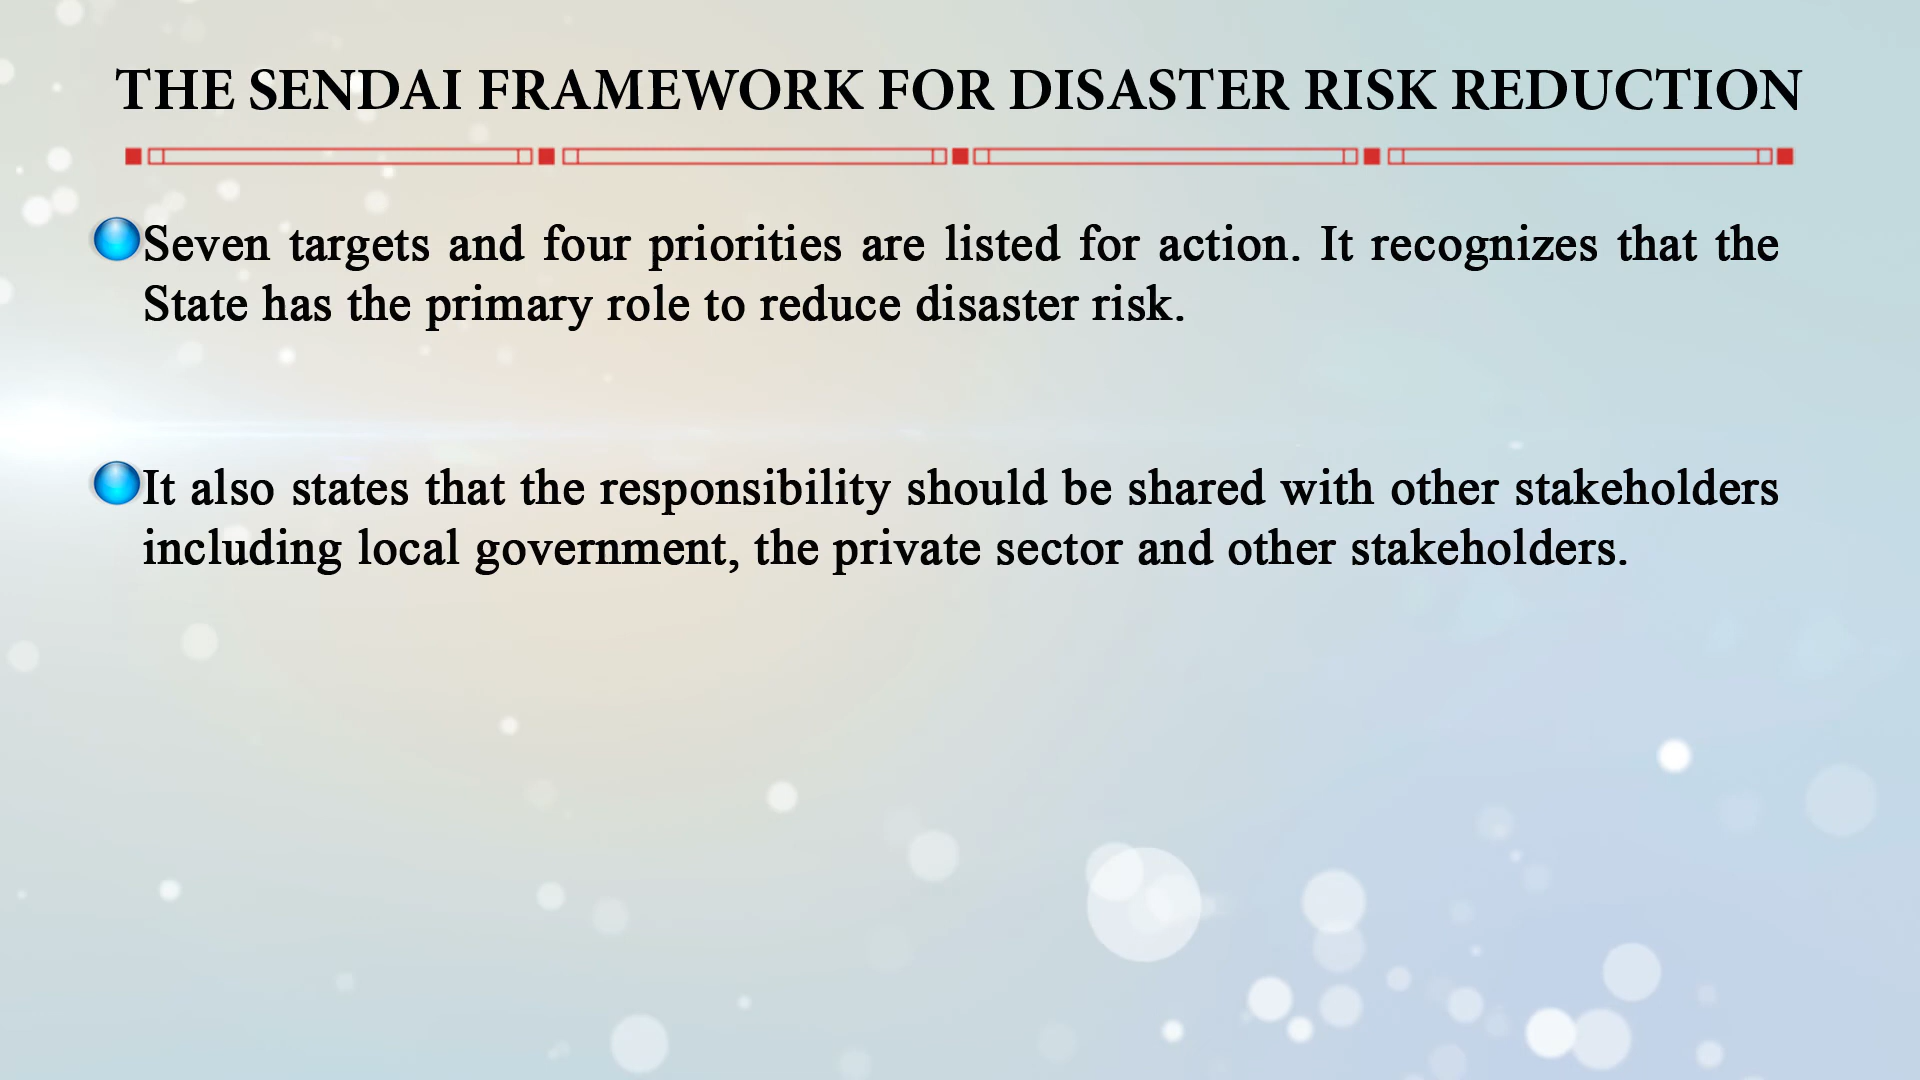 THE SENDAI FRAMEWORK FOR DISASTER RISK REDUCTION
Seven targets and four priorities are listed for action. It recognizes that the
State has the primary role to reduce disaster risk.
It also states that the responsibility should be shared with other stakeholders
including local government, the private sector and other stakeholders.